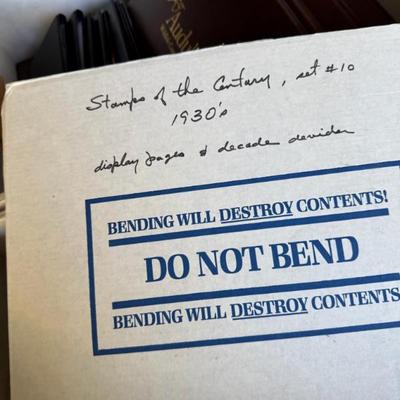 Stamps of the Century, set #10
1930's
display pages & decade devider
BENDING WILL DESTROY CONTENTS!
DO NOT BEND
BENDING WILL DESTROY CONTENTS